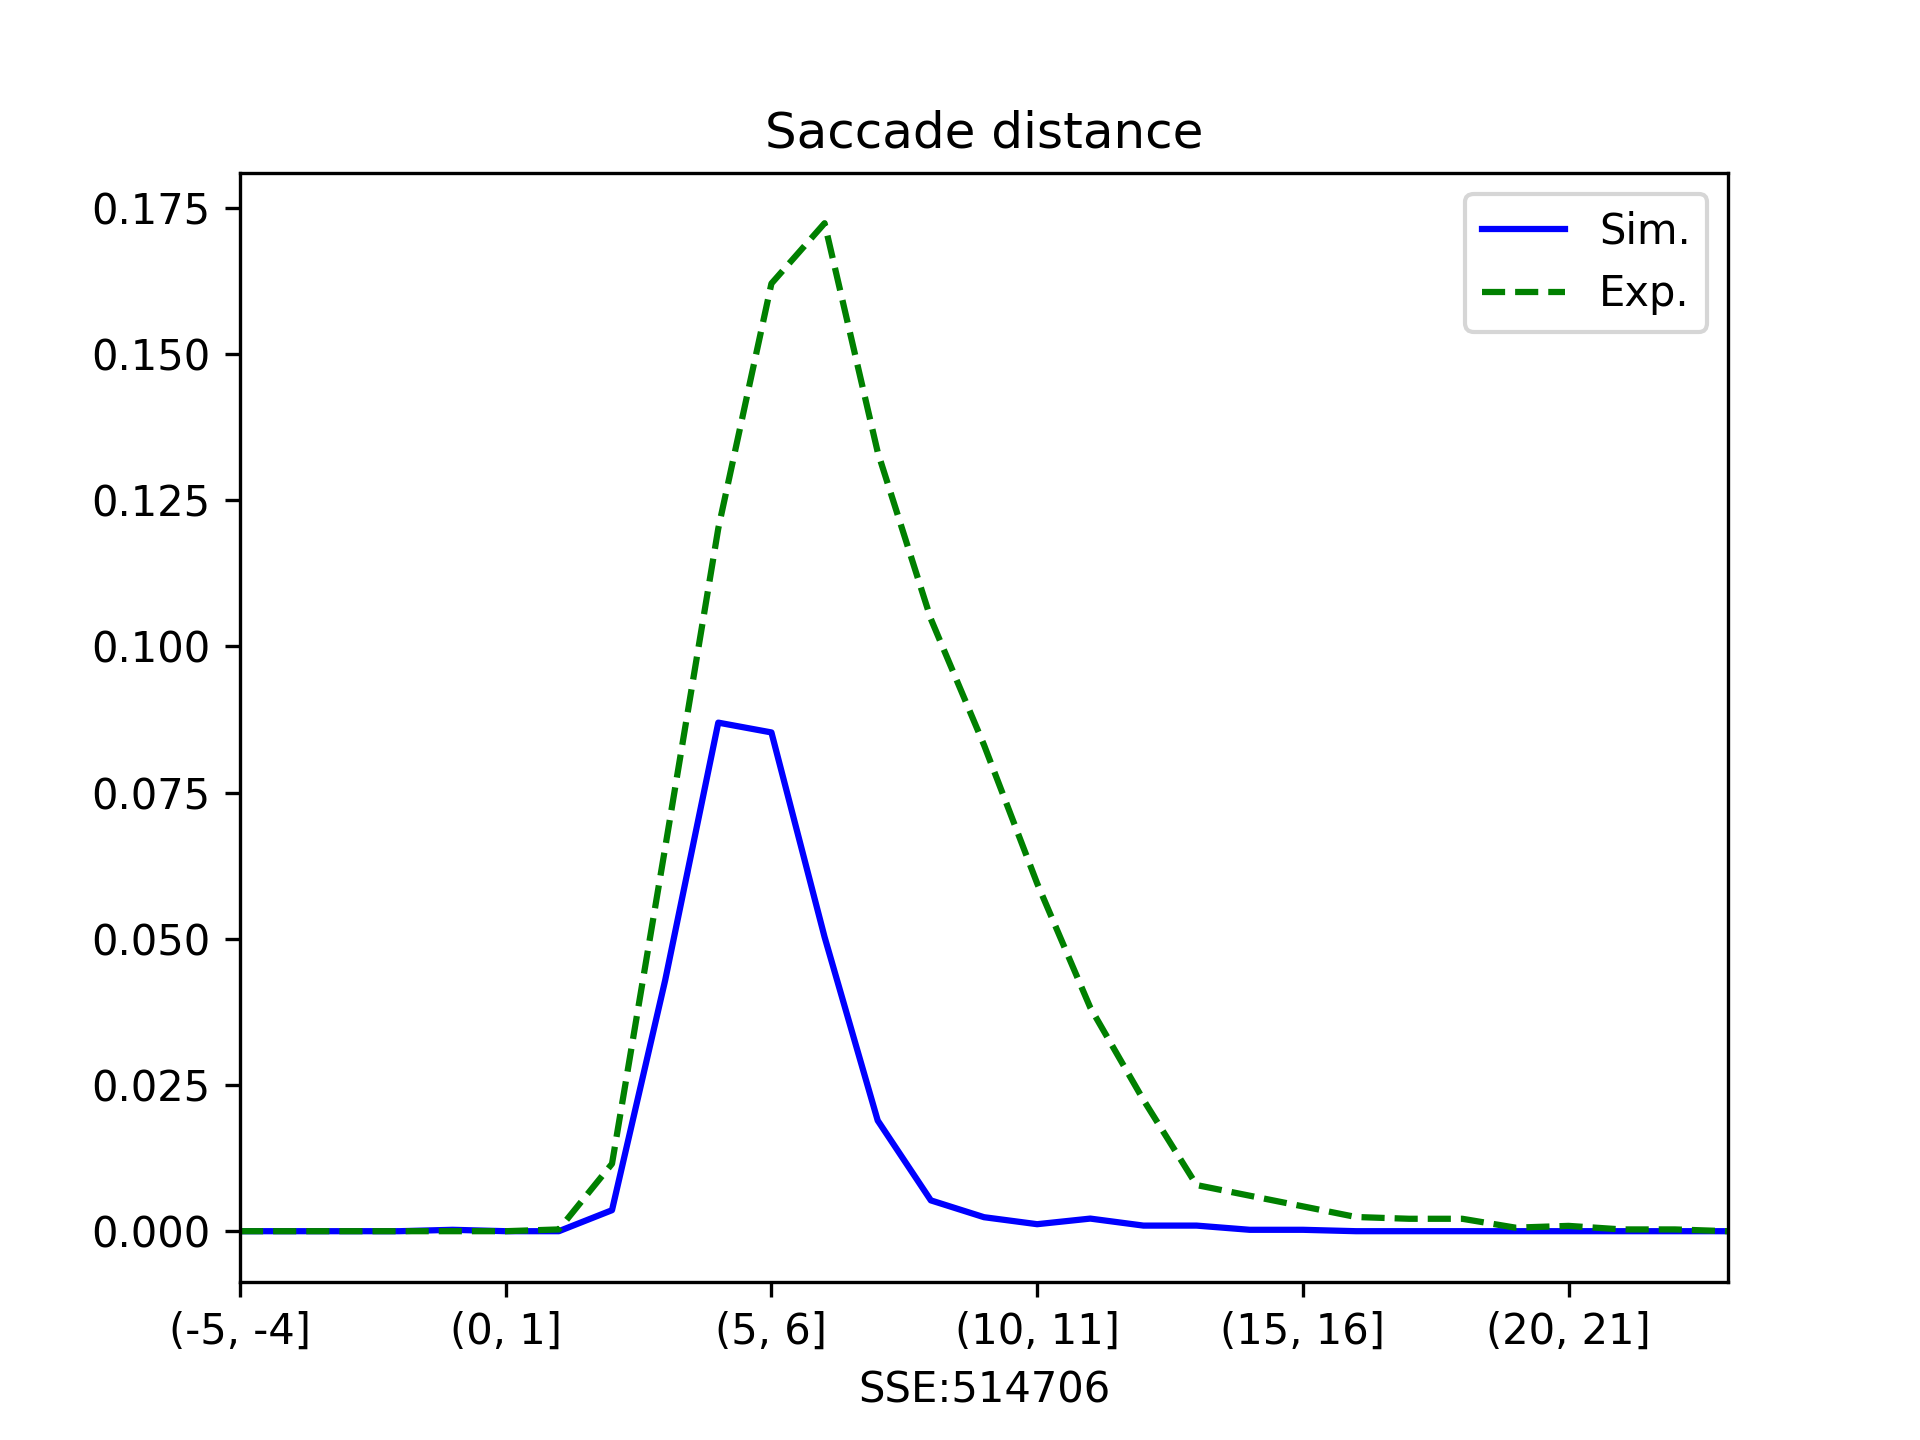 Saccade distance
Sim.
Exp.
0.175
0.150
0.125
0.100
0.075
0.050
0.025
0.000
(-5, -4] (0, 1] (5, 6] (10, 11] (15, 16] (20, 21]
SSE:514706